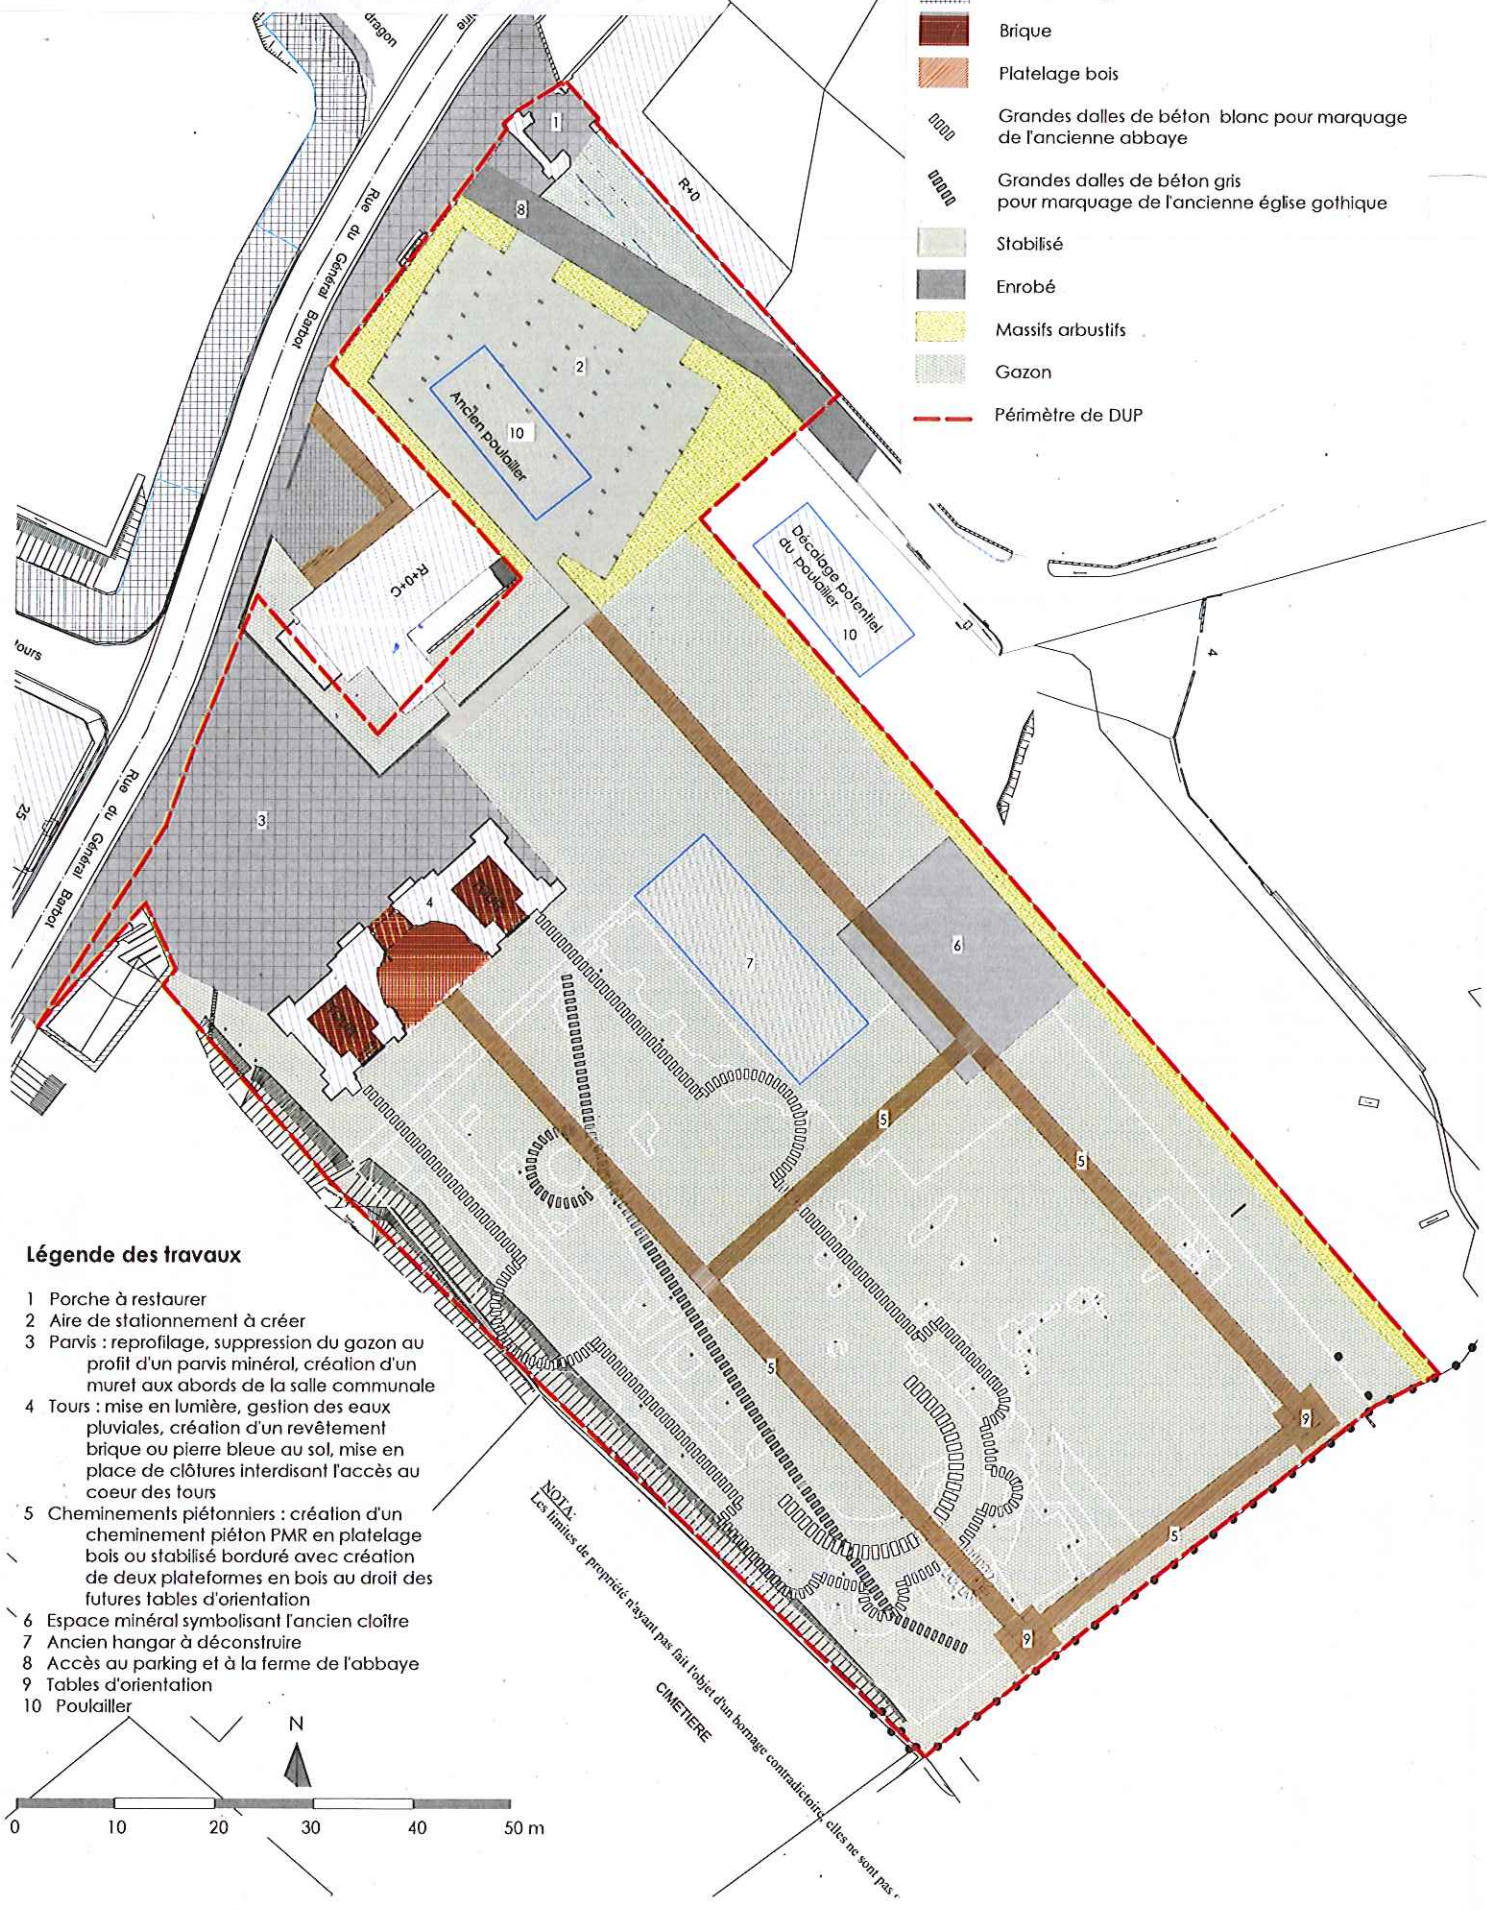 dragon
Brique
Platelage bois
Grandes dalles de béton blanc pour marquage
de l'ancienne abbaye
Grandes dalles de béton gris
pour marquage de l'ancienne église gothique
Stabilisé
Enrobé
Massifs arbustifs
Gazon
Périmètre de DUP
1
R+0
8
Rue du Général Barbot
2
Ancien poulailler
10
R+0+C
Décalage potentiel
du poulailler
10
4
tours
25
Rue du Général Barbot
3
4
7
6
5
5
5
5
9
9
Légende des travaux
1 Porche à restaurer
2 Aire de stationnement à créer
3 Parvis : reprofilage, suppression du gazon au
profit d'un parvis minéral, création d'un
muret aux abords de la salle communale
4 Tours : mise en lumière, gestion des eaux
pluviales, création d'un revêtement
brique ou pierre bleue au sol, mise en
place de clôtures interdisant l'accès au
coeur des tours
5 Cheminements piétonniers : création d'un
cheminement piéton PMR en platelage
bois ou stabilisé borduré avec création
de deux plateformes en bois au droit des
futures tables d'orientation
6 Espace minéral symbolisant l'ancien cloître
7 Ancien hangar à déconstruire
8 Accès au parking et à la ferme de l'abbaye
9 Tables d'orientation
10 Poulailler
NOTA:
Les limites de propriété n'ayant pas fait l'objet d'un bornage contradictoire, elles ne sont pas
CIMETIERE
N
0 10 20 30 40 50 m